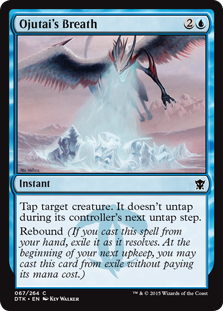 Ojutai's Breath 2
Instant
Tap target creature. It doesn't untap
during its controller's next untap step.
Rebound (If you cast this spell from
your hand, exile it as it resolves. At the
beginning of your next upkeep, you may
cast this card from exile without paying
its mana cost.)
067/264 C
DTK • EN Kev Walker
™ & © 2015 Wizards of the Coast